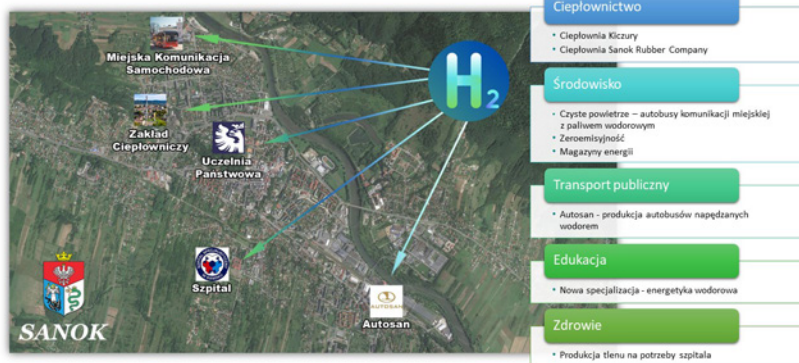 Miejska Komunikacja
Samochodowa
Zakład
Ciepłowniczy
Uczelnia
Państwowa
H2
Szpital
AUTOSAN
Autosan
SANOK
Ciepłownictwo
• Ciepłownia Kiczury
• Ciepłownia Sanok Rubber Company
Środowisko
• Czyste powietrze – autobusy komunikacji miejskiej
z paliwem wodorowym
• Zeroemisyjność
• Magazyny energii
Transport publiczny
• Autosan - produkcja autobusów napędzanych
wodorem
Edukacja
• Nowa specjalizacja - energetyka wodorowa
Zdrowie
• Produkcja tlenu na potrzeby szpitala